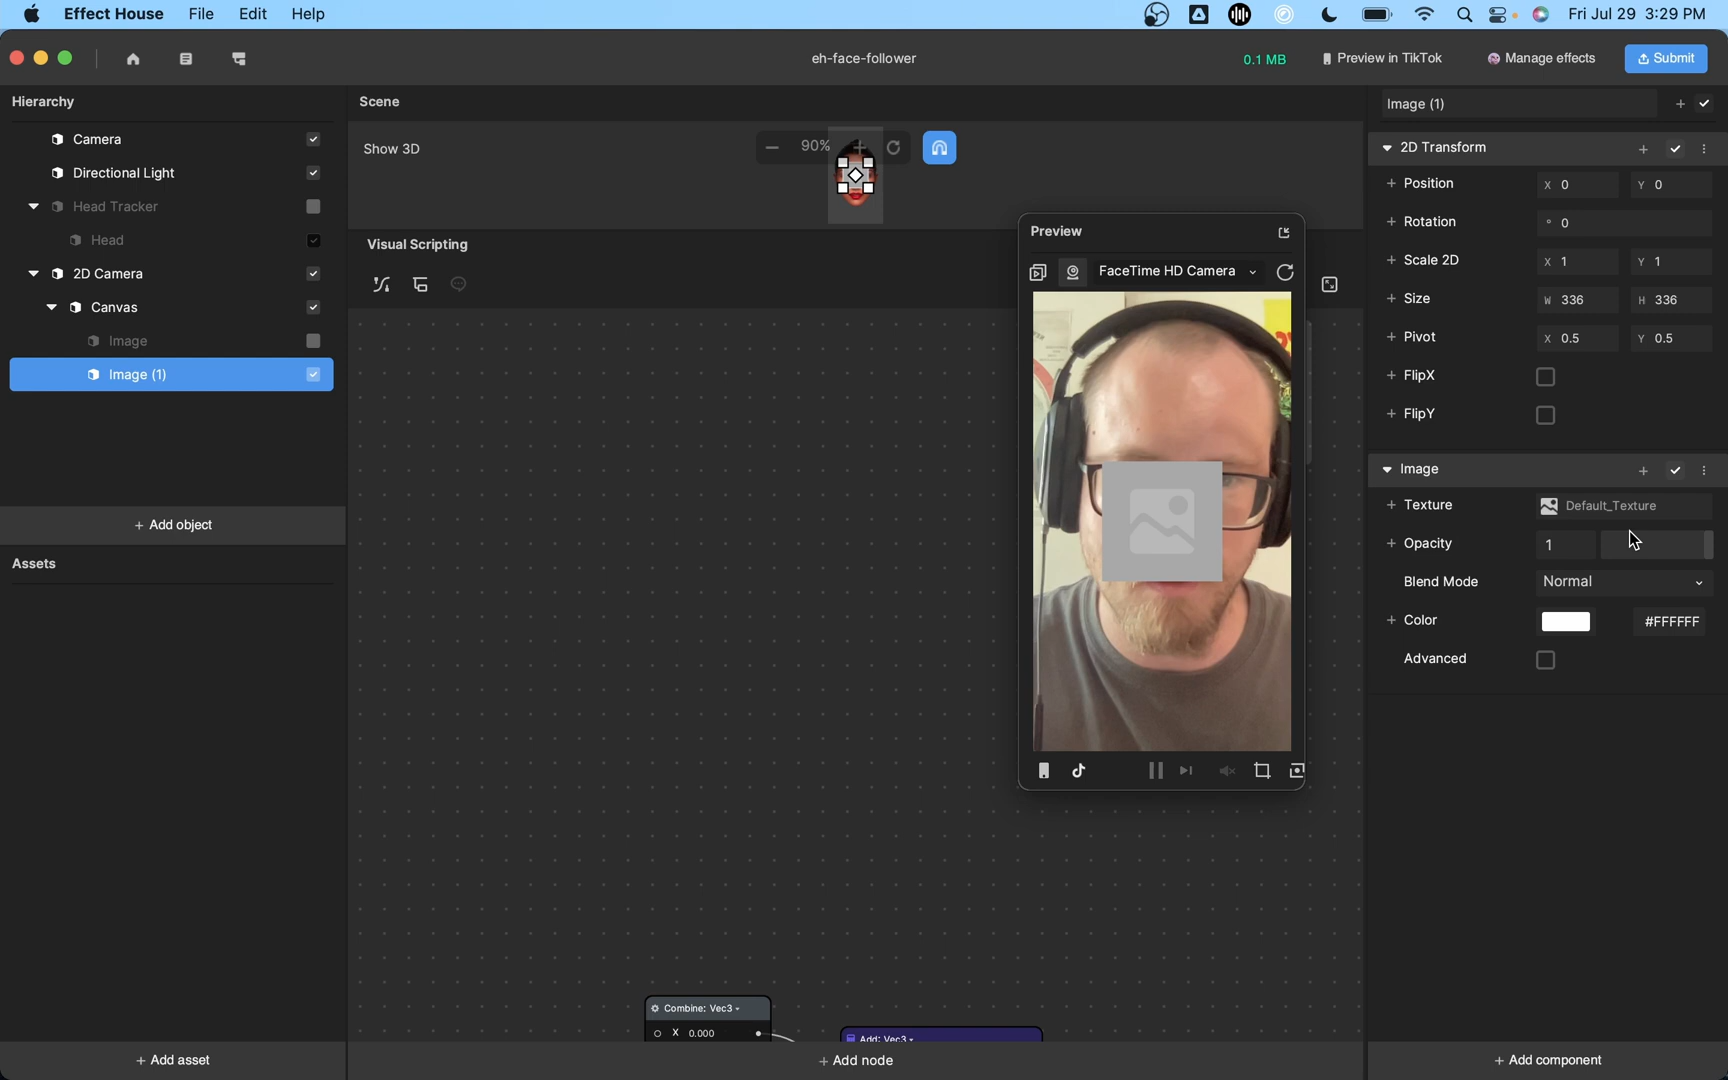 Effect House File Edit Help Fri Jul 29 3:29 PM
eh-face-follower 0.1 MB Preview in TikTok Manage effects Submit
Hierarchy
Camera
Directional Light
Head Tracker
Head
2D Camera
Canvas
Image
Image (1)
+ Add object
Assets
+ Add asset
Scene
Show 3D 90%
Visual Scripting
Preview
FaceTime HD Camera
Combine: Vec3
X 0.000
Add: Vec3
+ Add node
Image (1)
2D Transform
Position X 0 Y 0
Rotation ° 0
Scale 2D X 1 Y 1
Size W 336 H 336
Pivot X 0.5 Y 0.5
FlipX
FlipY
Image
Texture Default_Texture
Opacity 1
Blend Mode Normal
Color #FFFFFF
Advanced
+ Add component